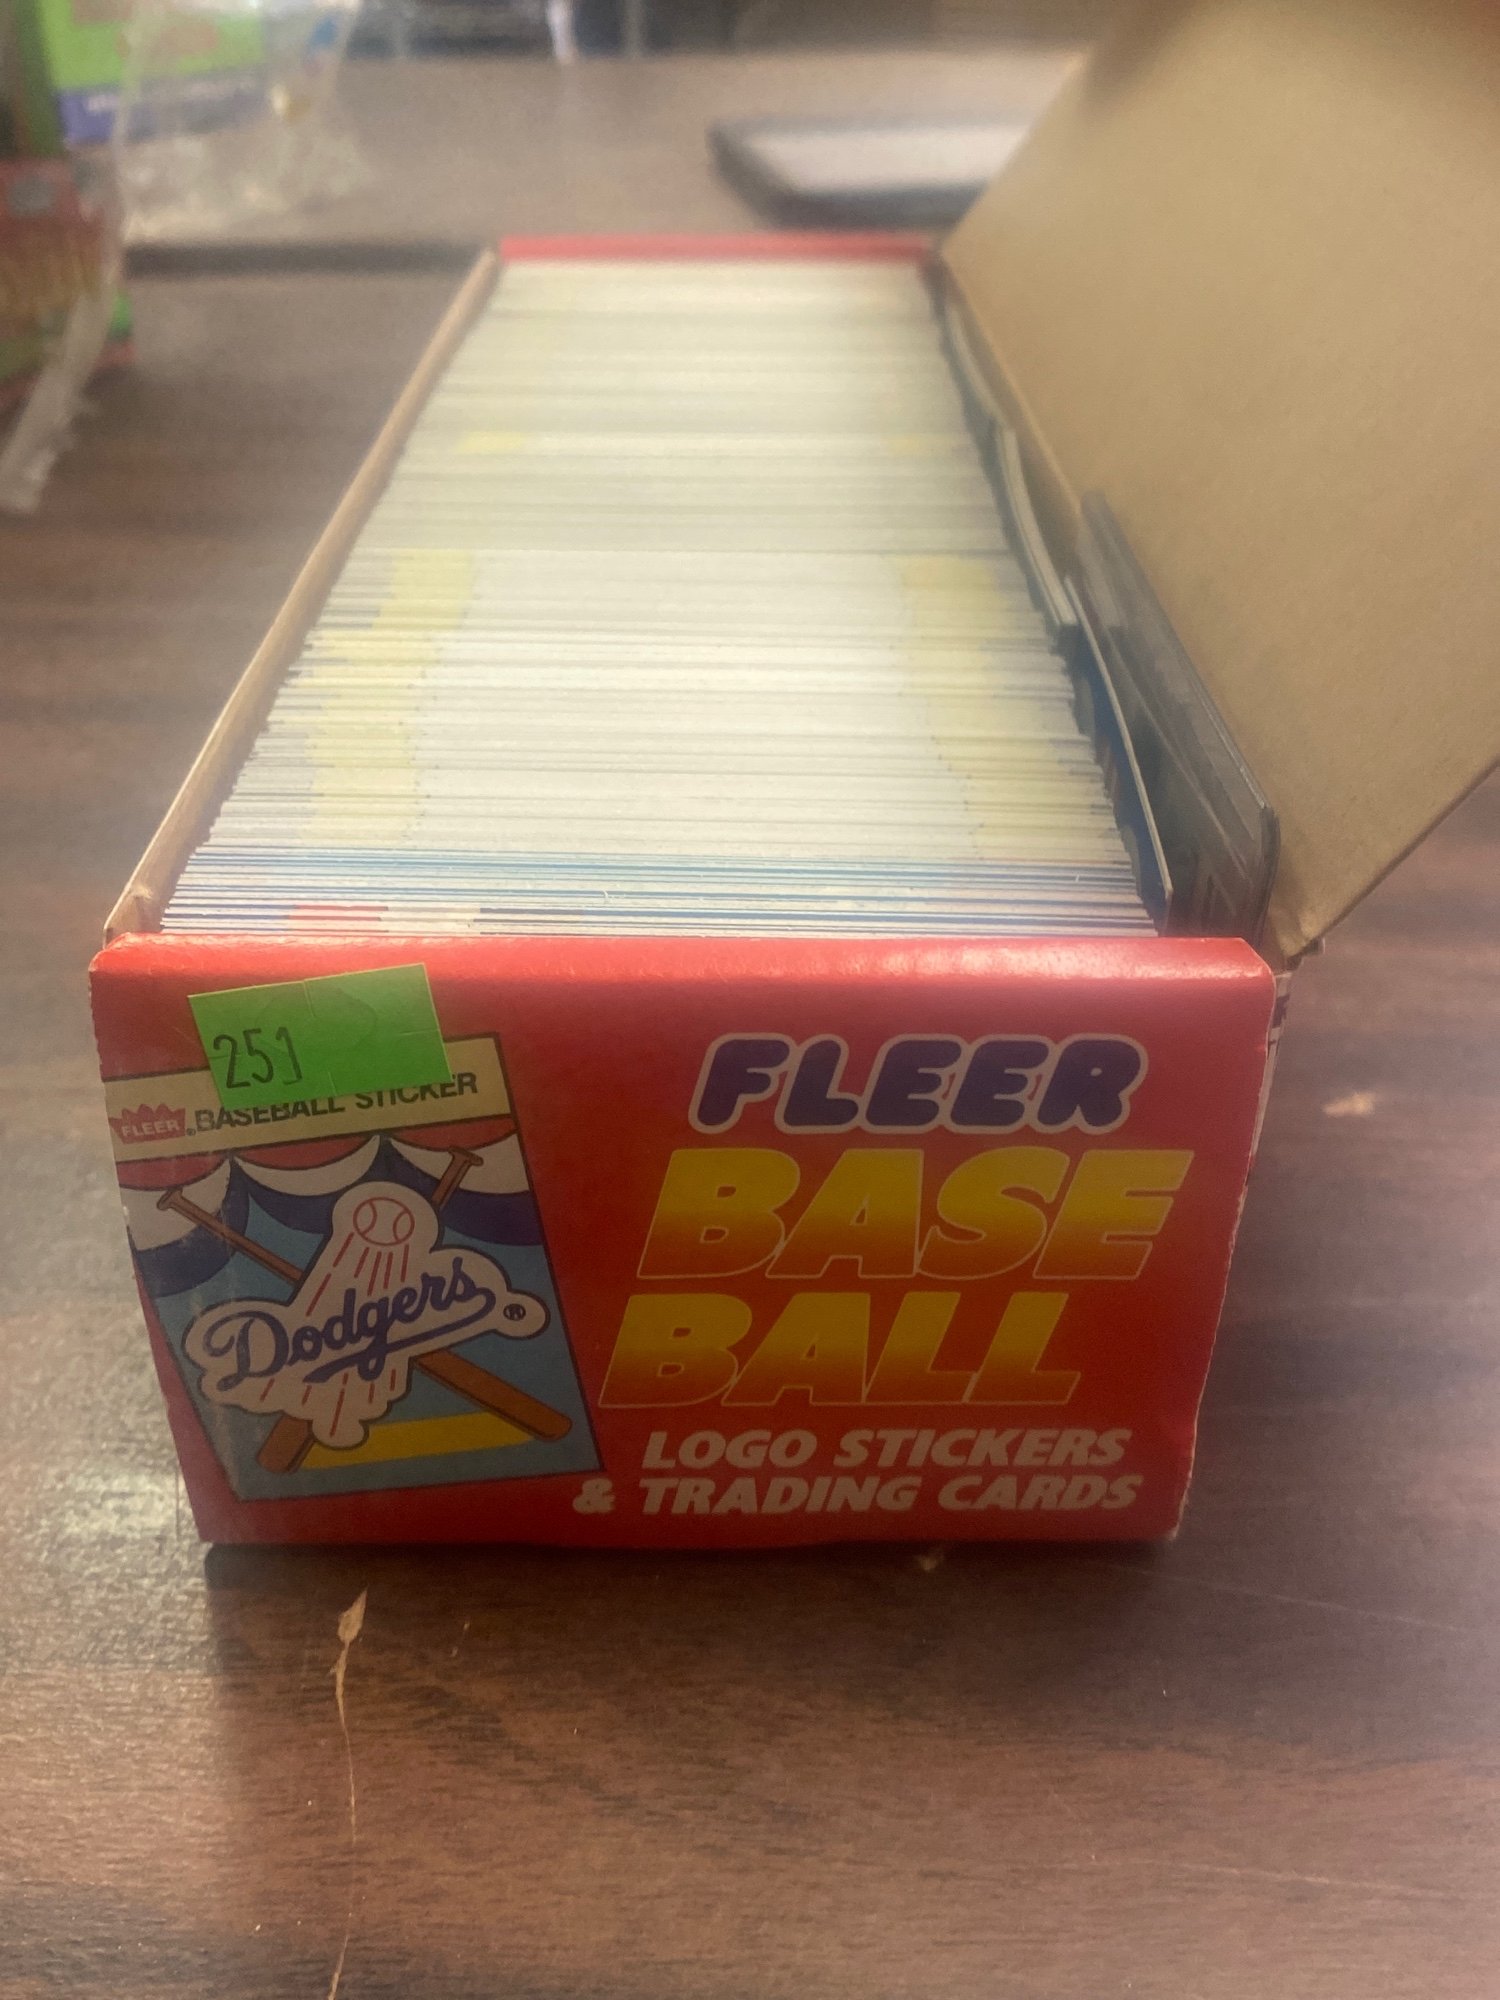 251
FLEER® BASEBALL STICKER
Dodgers®
FLEER
BASE
BALL
LOGO STICKERS
& TRADING CARDS